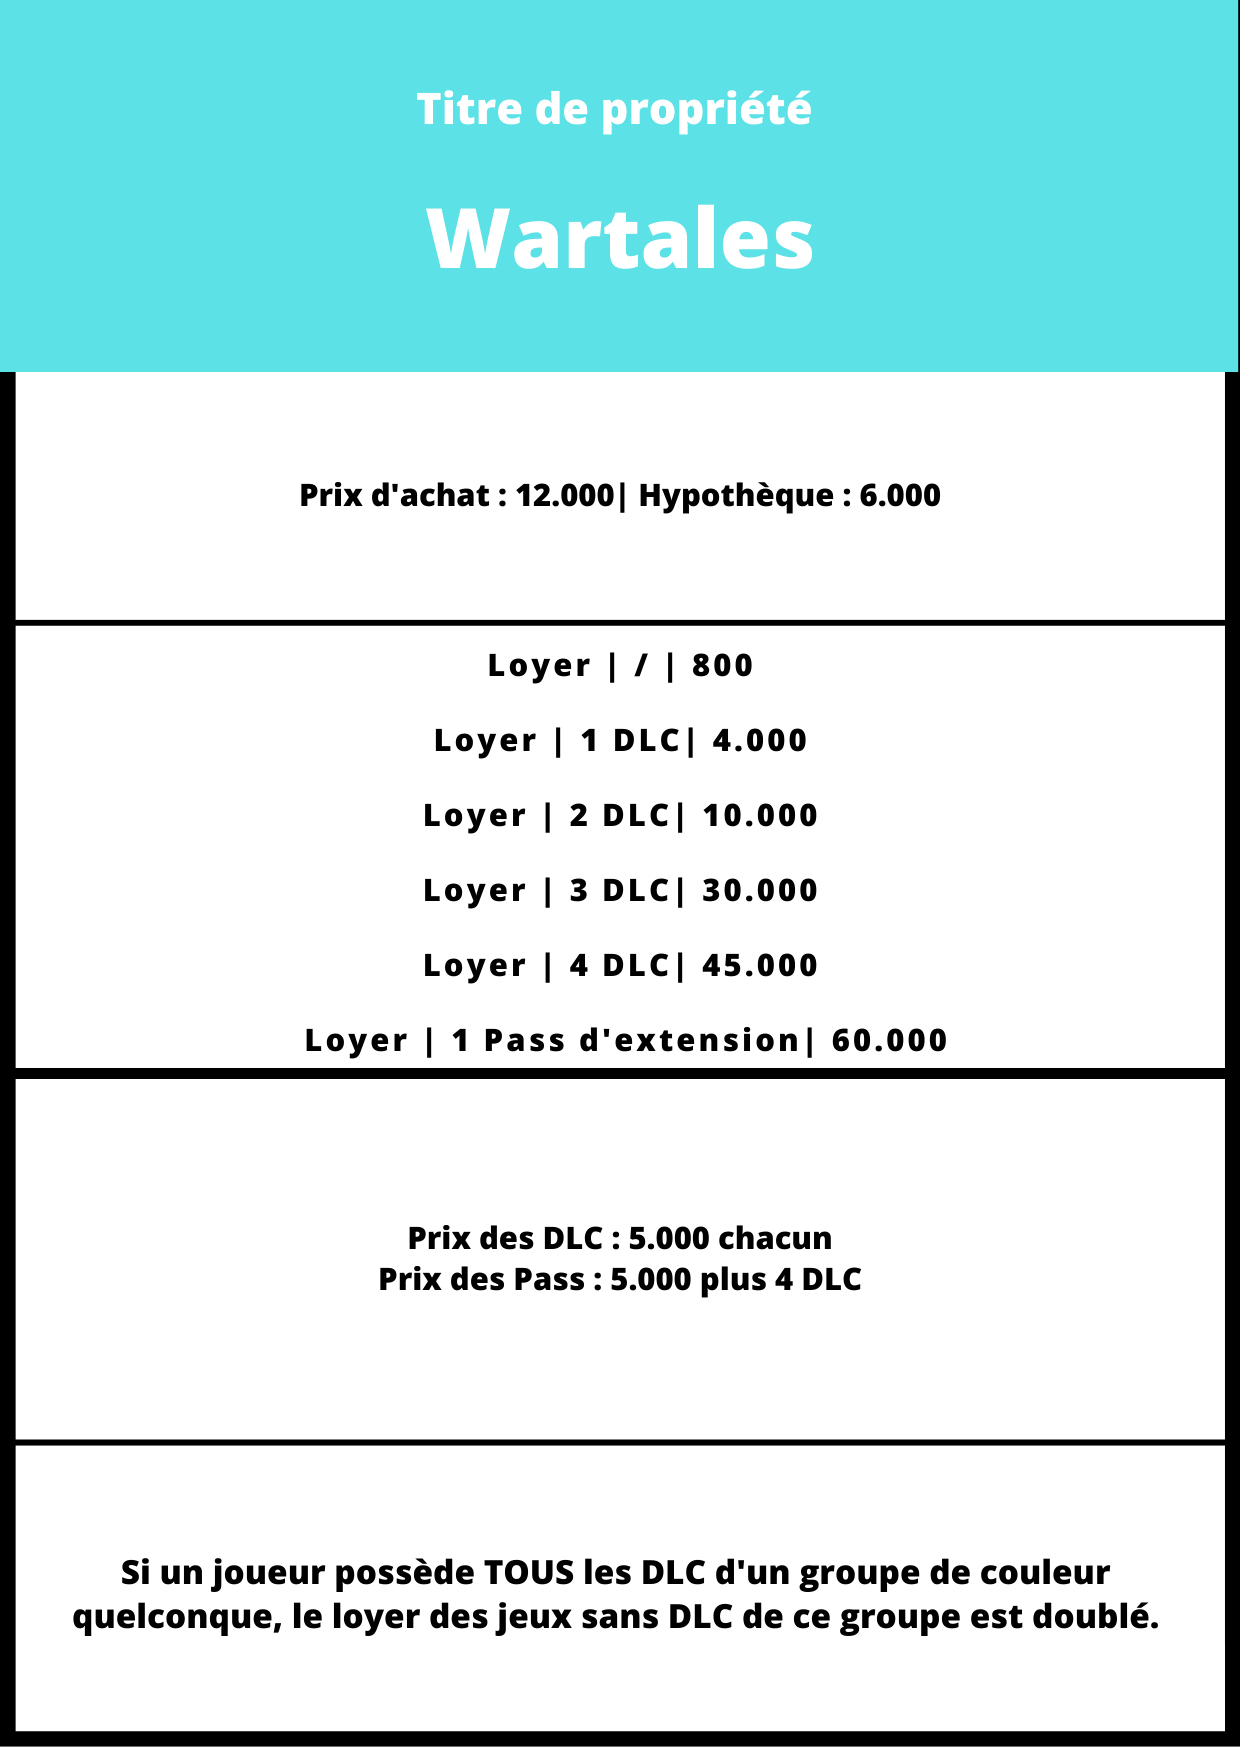 Titre de propriété
Wartales
Prix d'achat : 12.000| Hypothèque : 6.000
Loyer | / | 800
Loyer | 1 DLC| 4.000
Loyer | 2 DLC| 10.000
Loyer | 3 DLC| 30.000
Loyer | 4 DLC| 45.000
Loyer | 1 Pass d'extension| 60.000
Prix des DLC : 5.000 chacun
Prix des Pass : 5.000 plus 4 DLC
Si un joueur possède TOUS les DLC d'un groupe de couleur
quelconque, le loyer des jeux sans DLC de ce groupe est doublé.